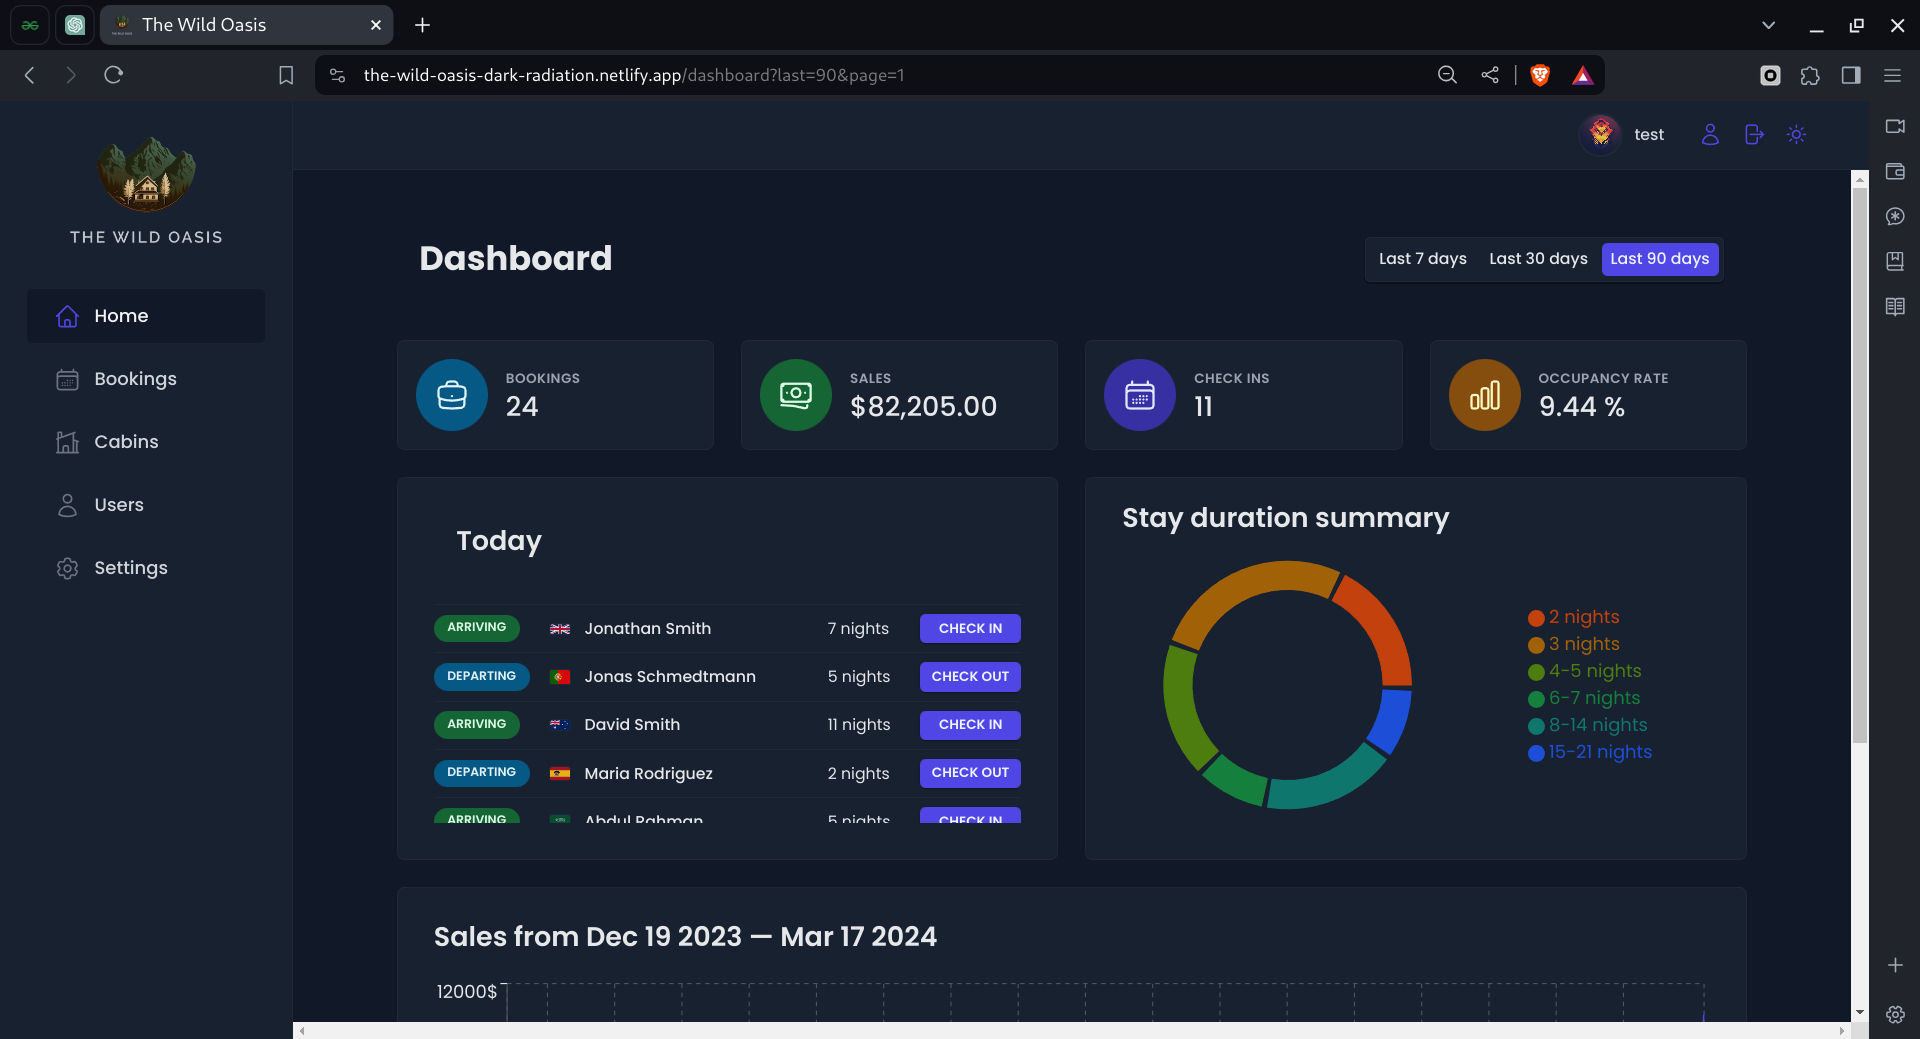 The Wild Oasis
the-wild-oasis-dark-radiation.netlify.app/dashboard?last=90&page=1
THE WILD OASIS
test
Home
Bookings
Cabins
Users
Settings
Dashboard
Last 7 days Last 30 days Last 90 days
BOOKINGS
24
SALES
$82,205.00
CHECK INS
11
OCCUPANCY RATE
9.44 %
Today
ARRIVING Jonathan Smith 7 nights CHECK IN
DEPARTING Jonas Schmedtmann 5 nights CHECK OUT
ARRIVING David Smith 11 nights CHECK IN
DEPARTING Maria Rodriguez 2 nights CHECK OUT
ARRIVING Abdul Rahman 5 nights CHECK IN
Stay duration summary
2 nights
3 nights
4-5 nights
6-7 nights
8-14 nights
15-21 nights
Sales from Dec 19 2023 — Mar 17 2024
12000$